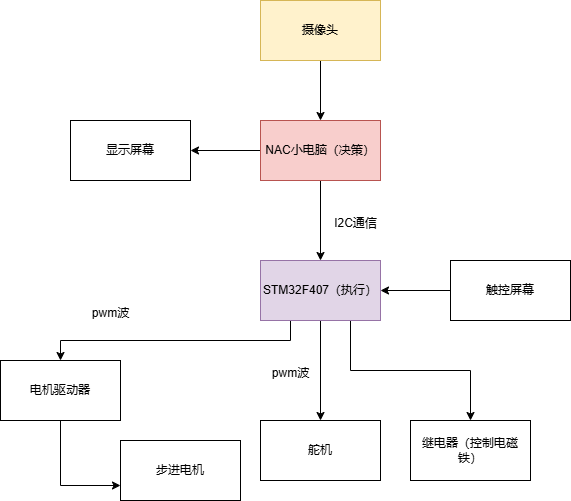 摄像头
显示屏幕
NAC小电脑（决策）
I2C通信
STM32F407（执行）
触控屏幕
pwm波
pwm波
电机驱动器
步进电机
舵机
继电器（控制电磁
铁）